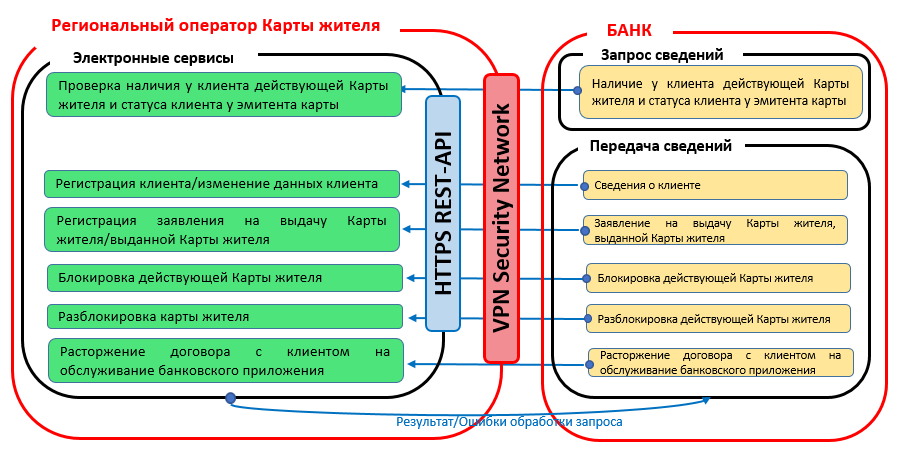 Региональный оператор Карты жителя
Электронные сервисы
Проверка наличия у клиента действующей Карты
жителя и статуса клиента у эмитента карты
Регистрация клиента/изменение данных клиента
Регистрация заявления на выдачу Карты
жителя/выданной Карты жителя
Блокировка действующей Карты жителя
Разблокировка карты жителя
Расторжение договора с клиентом на
обслуживание банковского приложения
HTTPS REST-API
VPN Security Network
БАНК
Запрос сведений
Наличие у клиента действующей Карты
жителя и статуса клиента у эмитента карты
Передача сведений
Сведения о клиенте
Заявление на выдачу Карты жителя,
выданной Карты жителя
Блокировка действующей Карты жителя
Разблокировка действующей Карты жителя
Расторжение договора с клиентом на
обслуживание банковского приложения
Результат/Ошибки обработки запроса